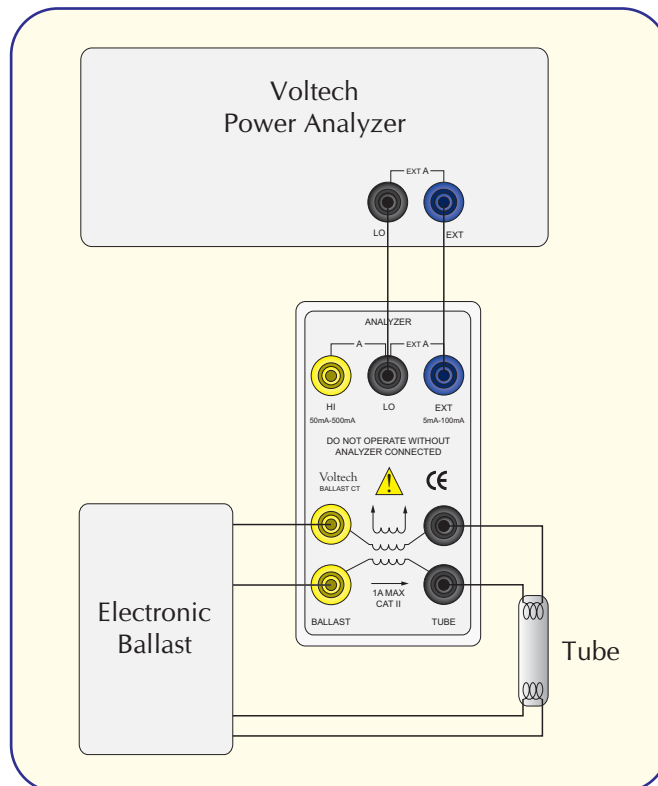 Voltech
Power Analyzer
EXT A
LO EXT
ANALYZER
A EXT A
HI LO EXT
50mA-500mA 5mA-100mA
DO NOT OPERATE WITHOUT
ANALYZER CONNECTED
Voltech
BALLAST CT
CE
1A MAX
CAT II
BALLAST TUBE
Electronic
Ballast
Tube